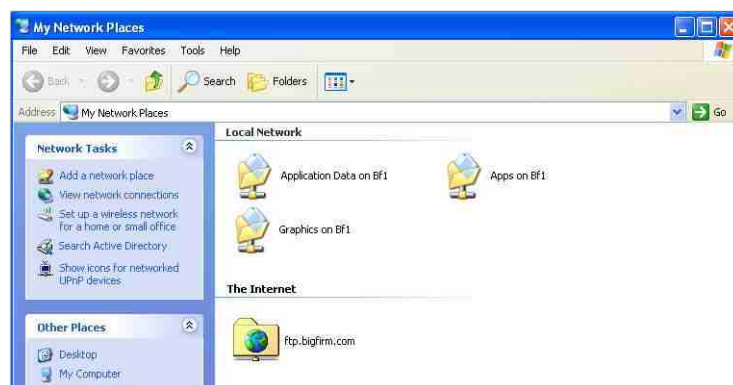 My Network Places
File Edit View Favorites Tools Help
Back Search Folders
Address My Network Places Go
Network Tasks
Add a network place
View network connections
Set up a wireless network
for a home or small office
Search Active Directory
Show icons for networked
UPnP devices
Other Places
Desktop
My Computer
Local Network
Application Data on Bf1 Apps on Bf1
Graphics on Bf1
The Internet
ftp.bigfirm.com